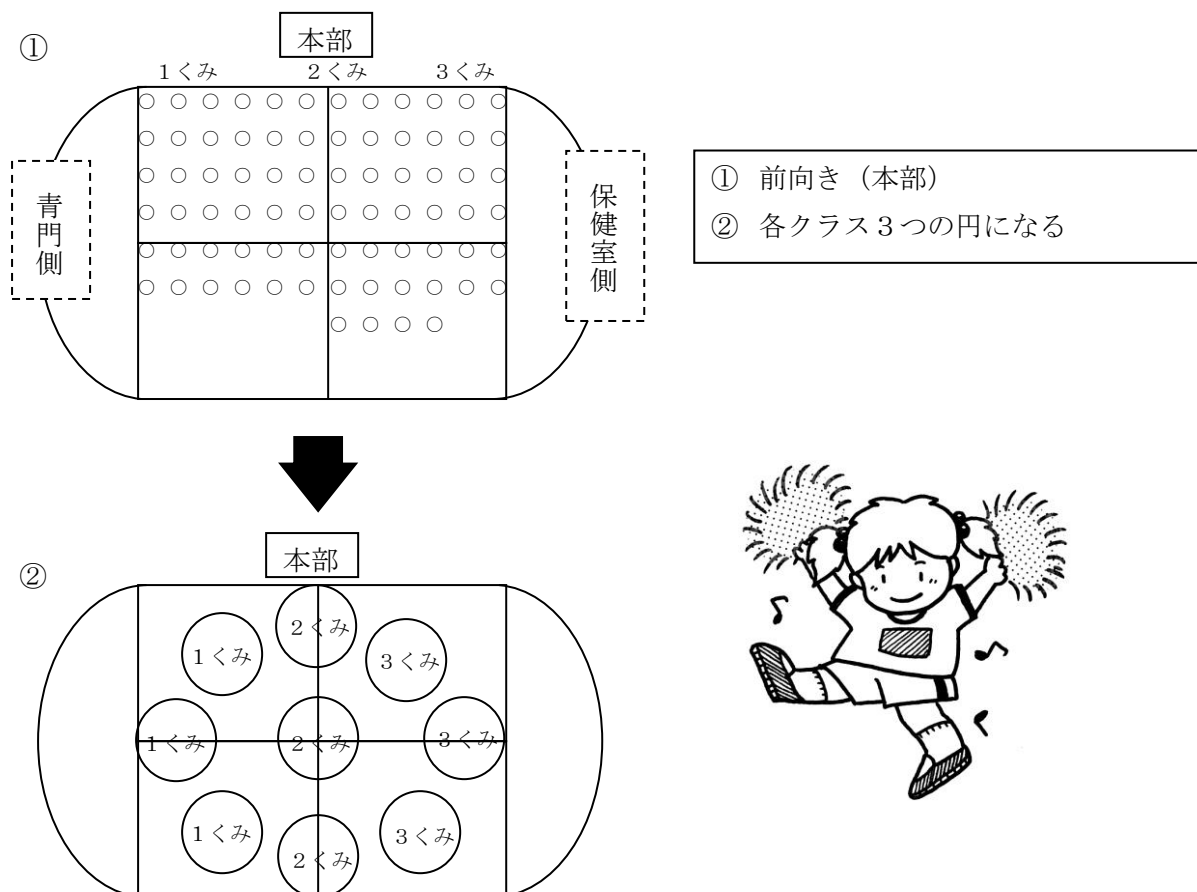 ①
本部
１くみ ２くみ ３くみ
青門側
保健室側
① 前向き（本部）
② 各クラス３つの円になる
②
本部
２くみ
１くみ
３くみ
１くみ
２くみ
３くみ
１くみ
２くみ
３くみ